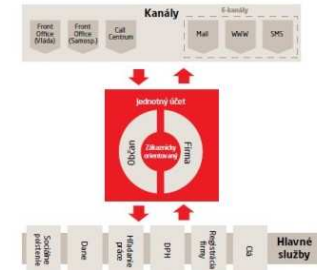 Kanály
E-kanály
Front
Office
(Vláda)
Front
Office
(Samosp.)
Call
Centrum
Mail
WWW
SMS
Jednotný účet
Občan
Zákaznícky
orientovaný
Firma
Sociálne
poistenie
Dane
Hľadanie
práce
DPH
Registrácia
firmy
Clá
Hlavné
služby